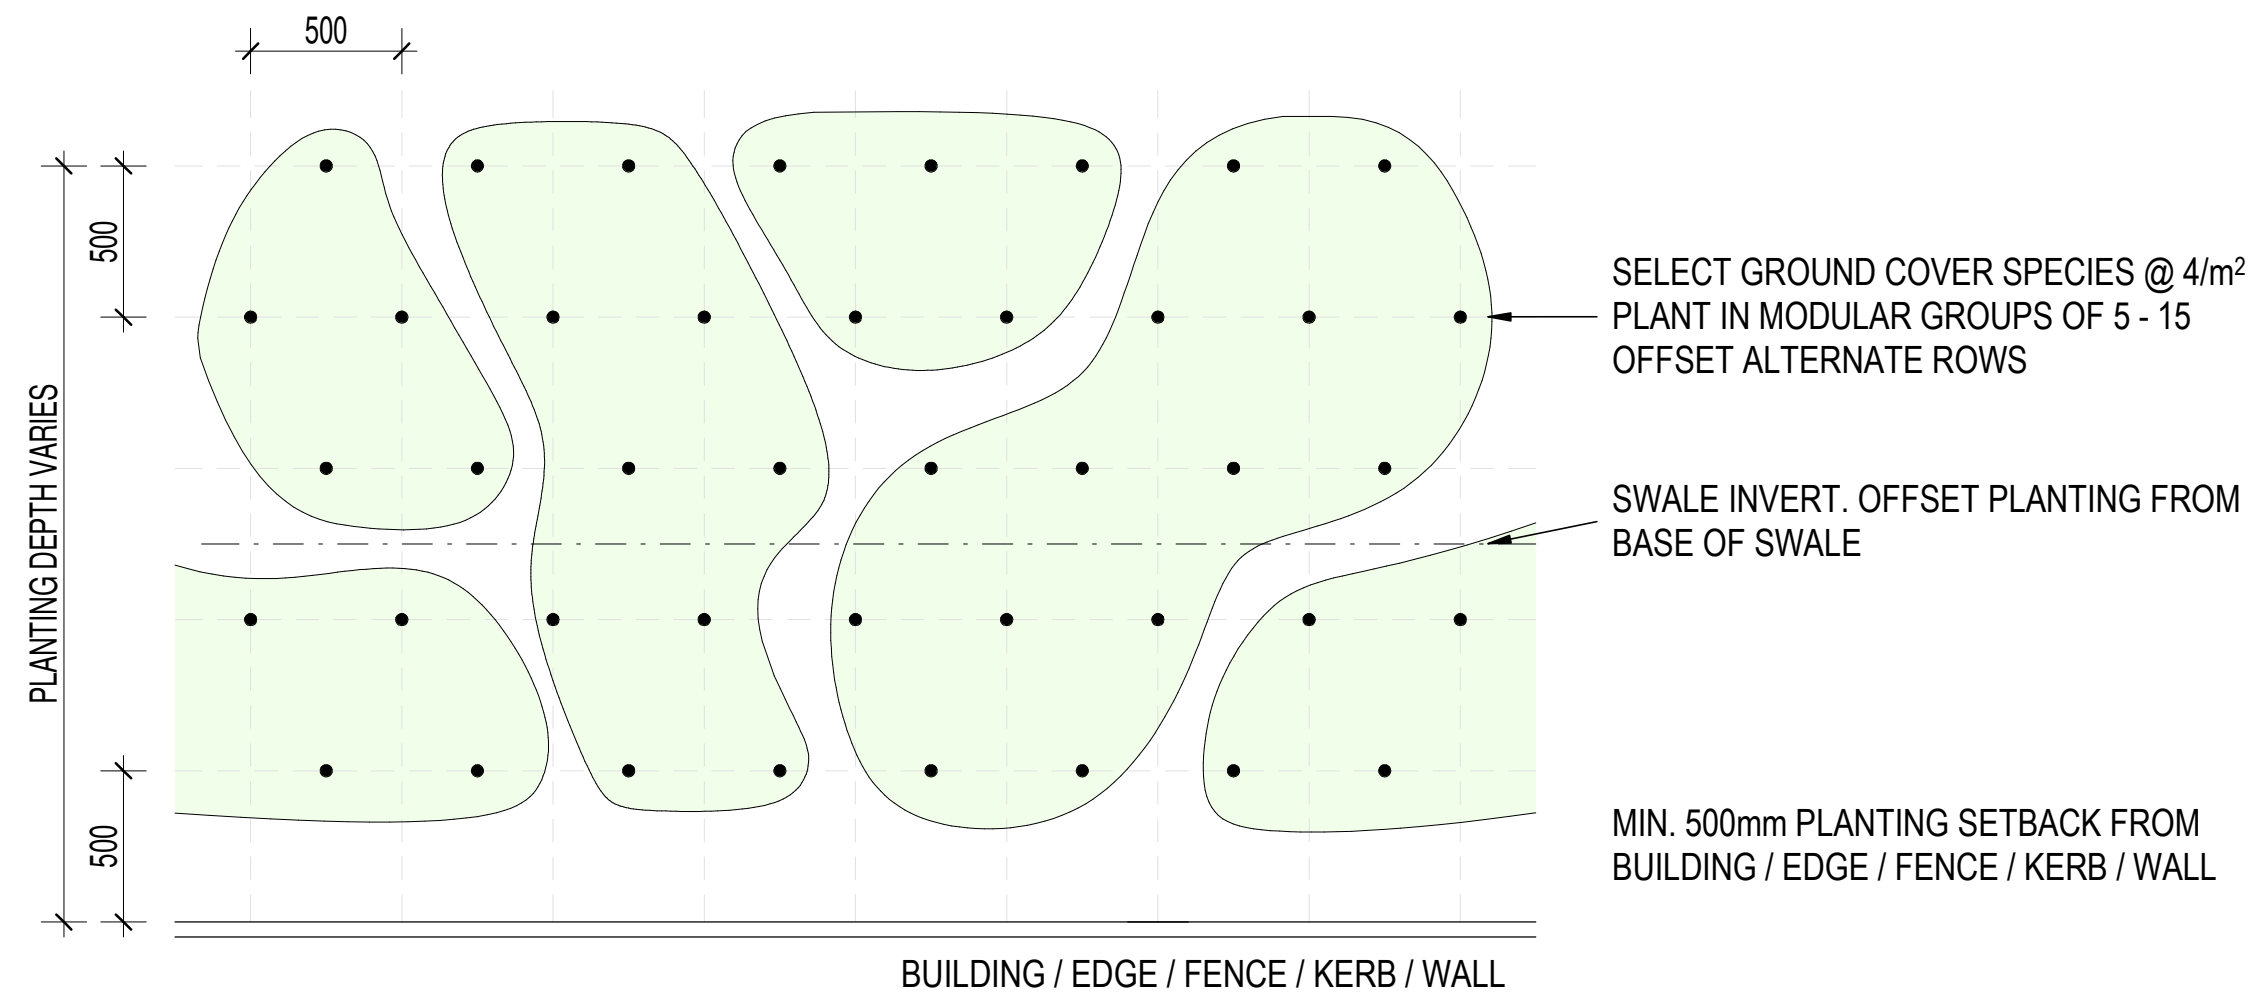 500
500
PLANTING DEPTH VARIES
500
SELECT GROUND COVER SPECIES @ 4/m²
PLANT IN MODULAR GROUPS OF 5 - 15
OFFSET ALTERNATE ROWS
SWALE INVERT. OFFSET PLANTING FROM
BASE OF SWALE
MIN. 500mm PLANTING SETBACK FROM
BUILDING / EDGE / FENCE / KERB / WALL
BUILDING / EDGE / FENCE / KERB / WALL